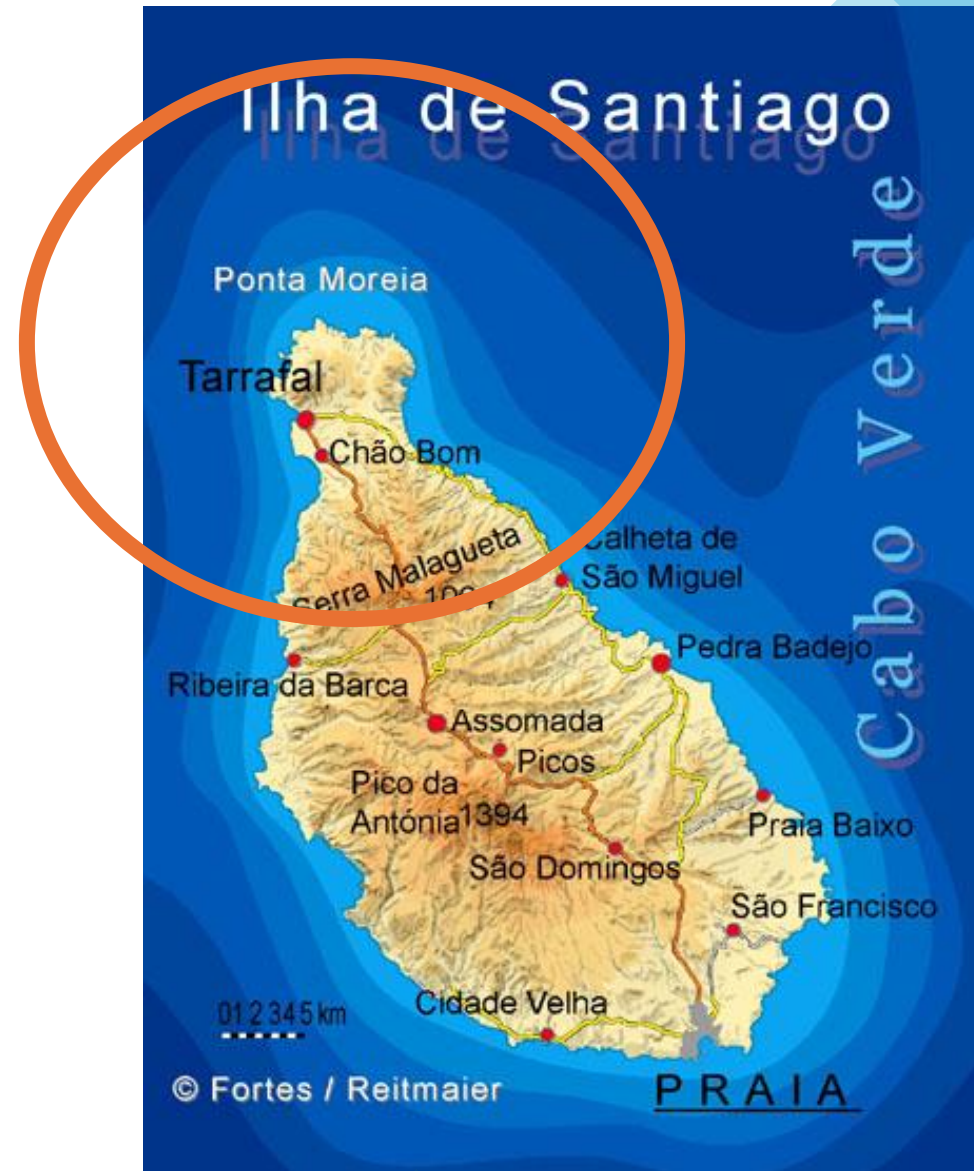 Ilha de Santiago
Cabo Verde
Ponta Moreia
Tarrafal
Chão Bom
Serra Malagueta
Calheta de
São Miguel
Pedra Badejo
Ribeira da Barca
Assomada
Picos
Pico da
Antónia 1394
Praia Baixo
São Domingos
São Francisco
Cidade Velha
0 1 2 3 4 5 km
© Fortes / Reitmaier
PRAIA